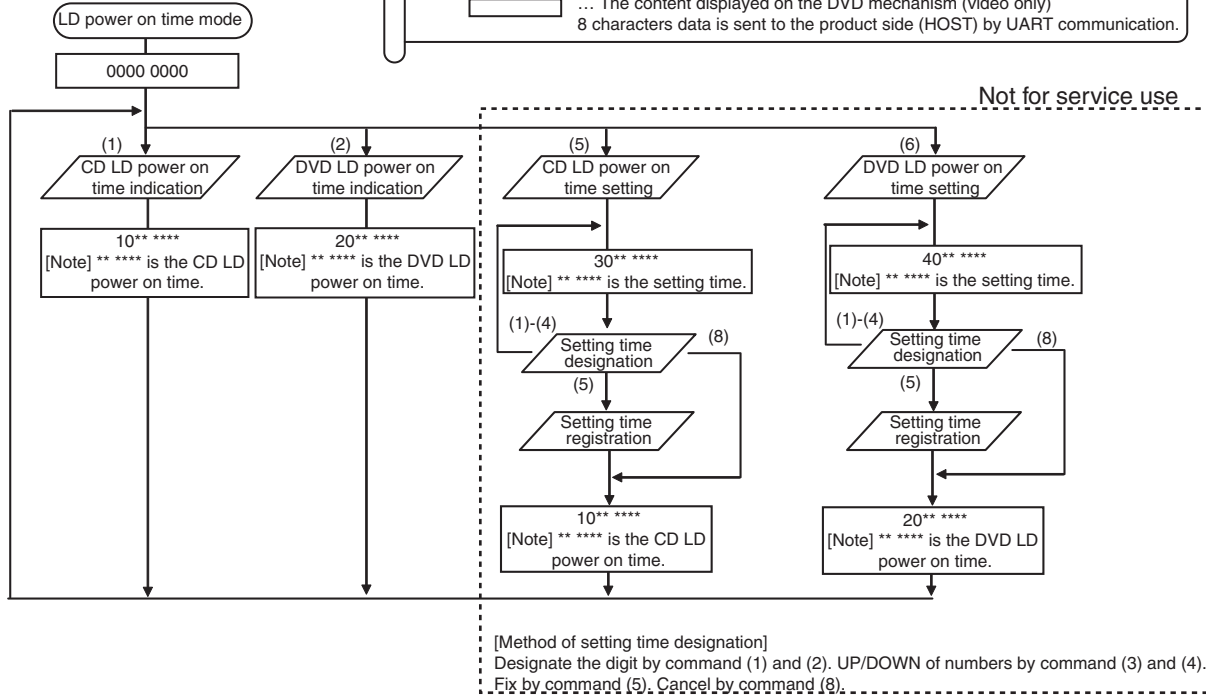 … The content displayed on the DVD mechanism (video only)
8 characters data is sent to the product side (HOST) by UART communication.
LD power on time mode
0000 0000
Not for service use
(1)
CD LD power on
time indication
(2)
DVD LD power on
time indication
(5)
CD LD power on
time setting
(6)
DVD LD power on
time setting
10** ****
[Note] ** **** is the CD LD
power on time.
20** ****
[Note] ** **** is the DVD LD
power on time.
30** ****
[Note] ** **** is the setting time.
40** ****
[Note] ** **** is the setting time.
(1)-(4)
Setting time
designation
(8)
(5)
Setting time
registration
(1)-(4)
Setting time
designation
(8)
(5)
Setting time
registration
10** ****
[Note] ** **** is the CD LD
power on time.
20** ****
[Note] ** **** is the DVD LD
power on time.
[Method of setting time designation]
Designate the digit by command (1) and (2). UP/DOWN of numbers by command (3) and (4).
Fix by command (5). Cancel by command (8).